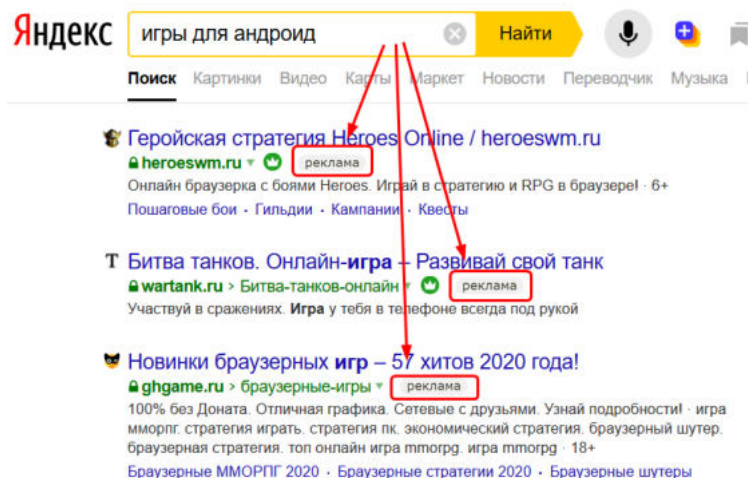 Яндекс игры для андроид Найти
Поиск Картинки Видео Карты Маркет Новости Переводчик Музыка
Геройская стратегия Heroes Online / heroeswm.ru
heroeswm.ru реклама
Онлайн браузерка с боями Heroes. Играй в стратегию и RPG в браузере! · 6+
Пошаговые бои · Гильдии · Кампании · Квесты
Т Битва танков. Онлайн-игра – Развивай свой танк
wartank.ru › Битва-танков-онлайн реклама
Участвуй в сражениях. Игра у тебя в телефоне всегда под рукой
Новинки браузерных игр – 57 хитов 2020 года!
ghgame.ru › браузерные-игры реклама
100% без Доната. Отличная графика. Сетевые с друзьями. Узнай подробности! · игра
мморпг. стратегия играть. стратегия пк. экономический стратегия. браузерный шутер.
браузерная стратегия. топ онлайн игра mmorpg. игра mmorpg · 18+
Браузерные ММОРПГ 2020 · Браузерные стратегии 2020 · Браузерные шутеры